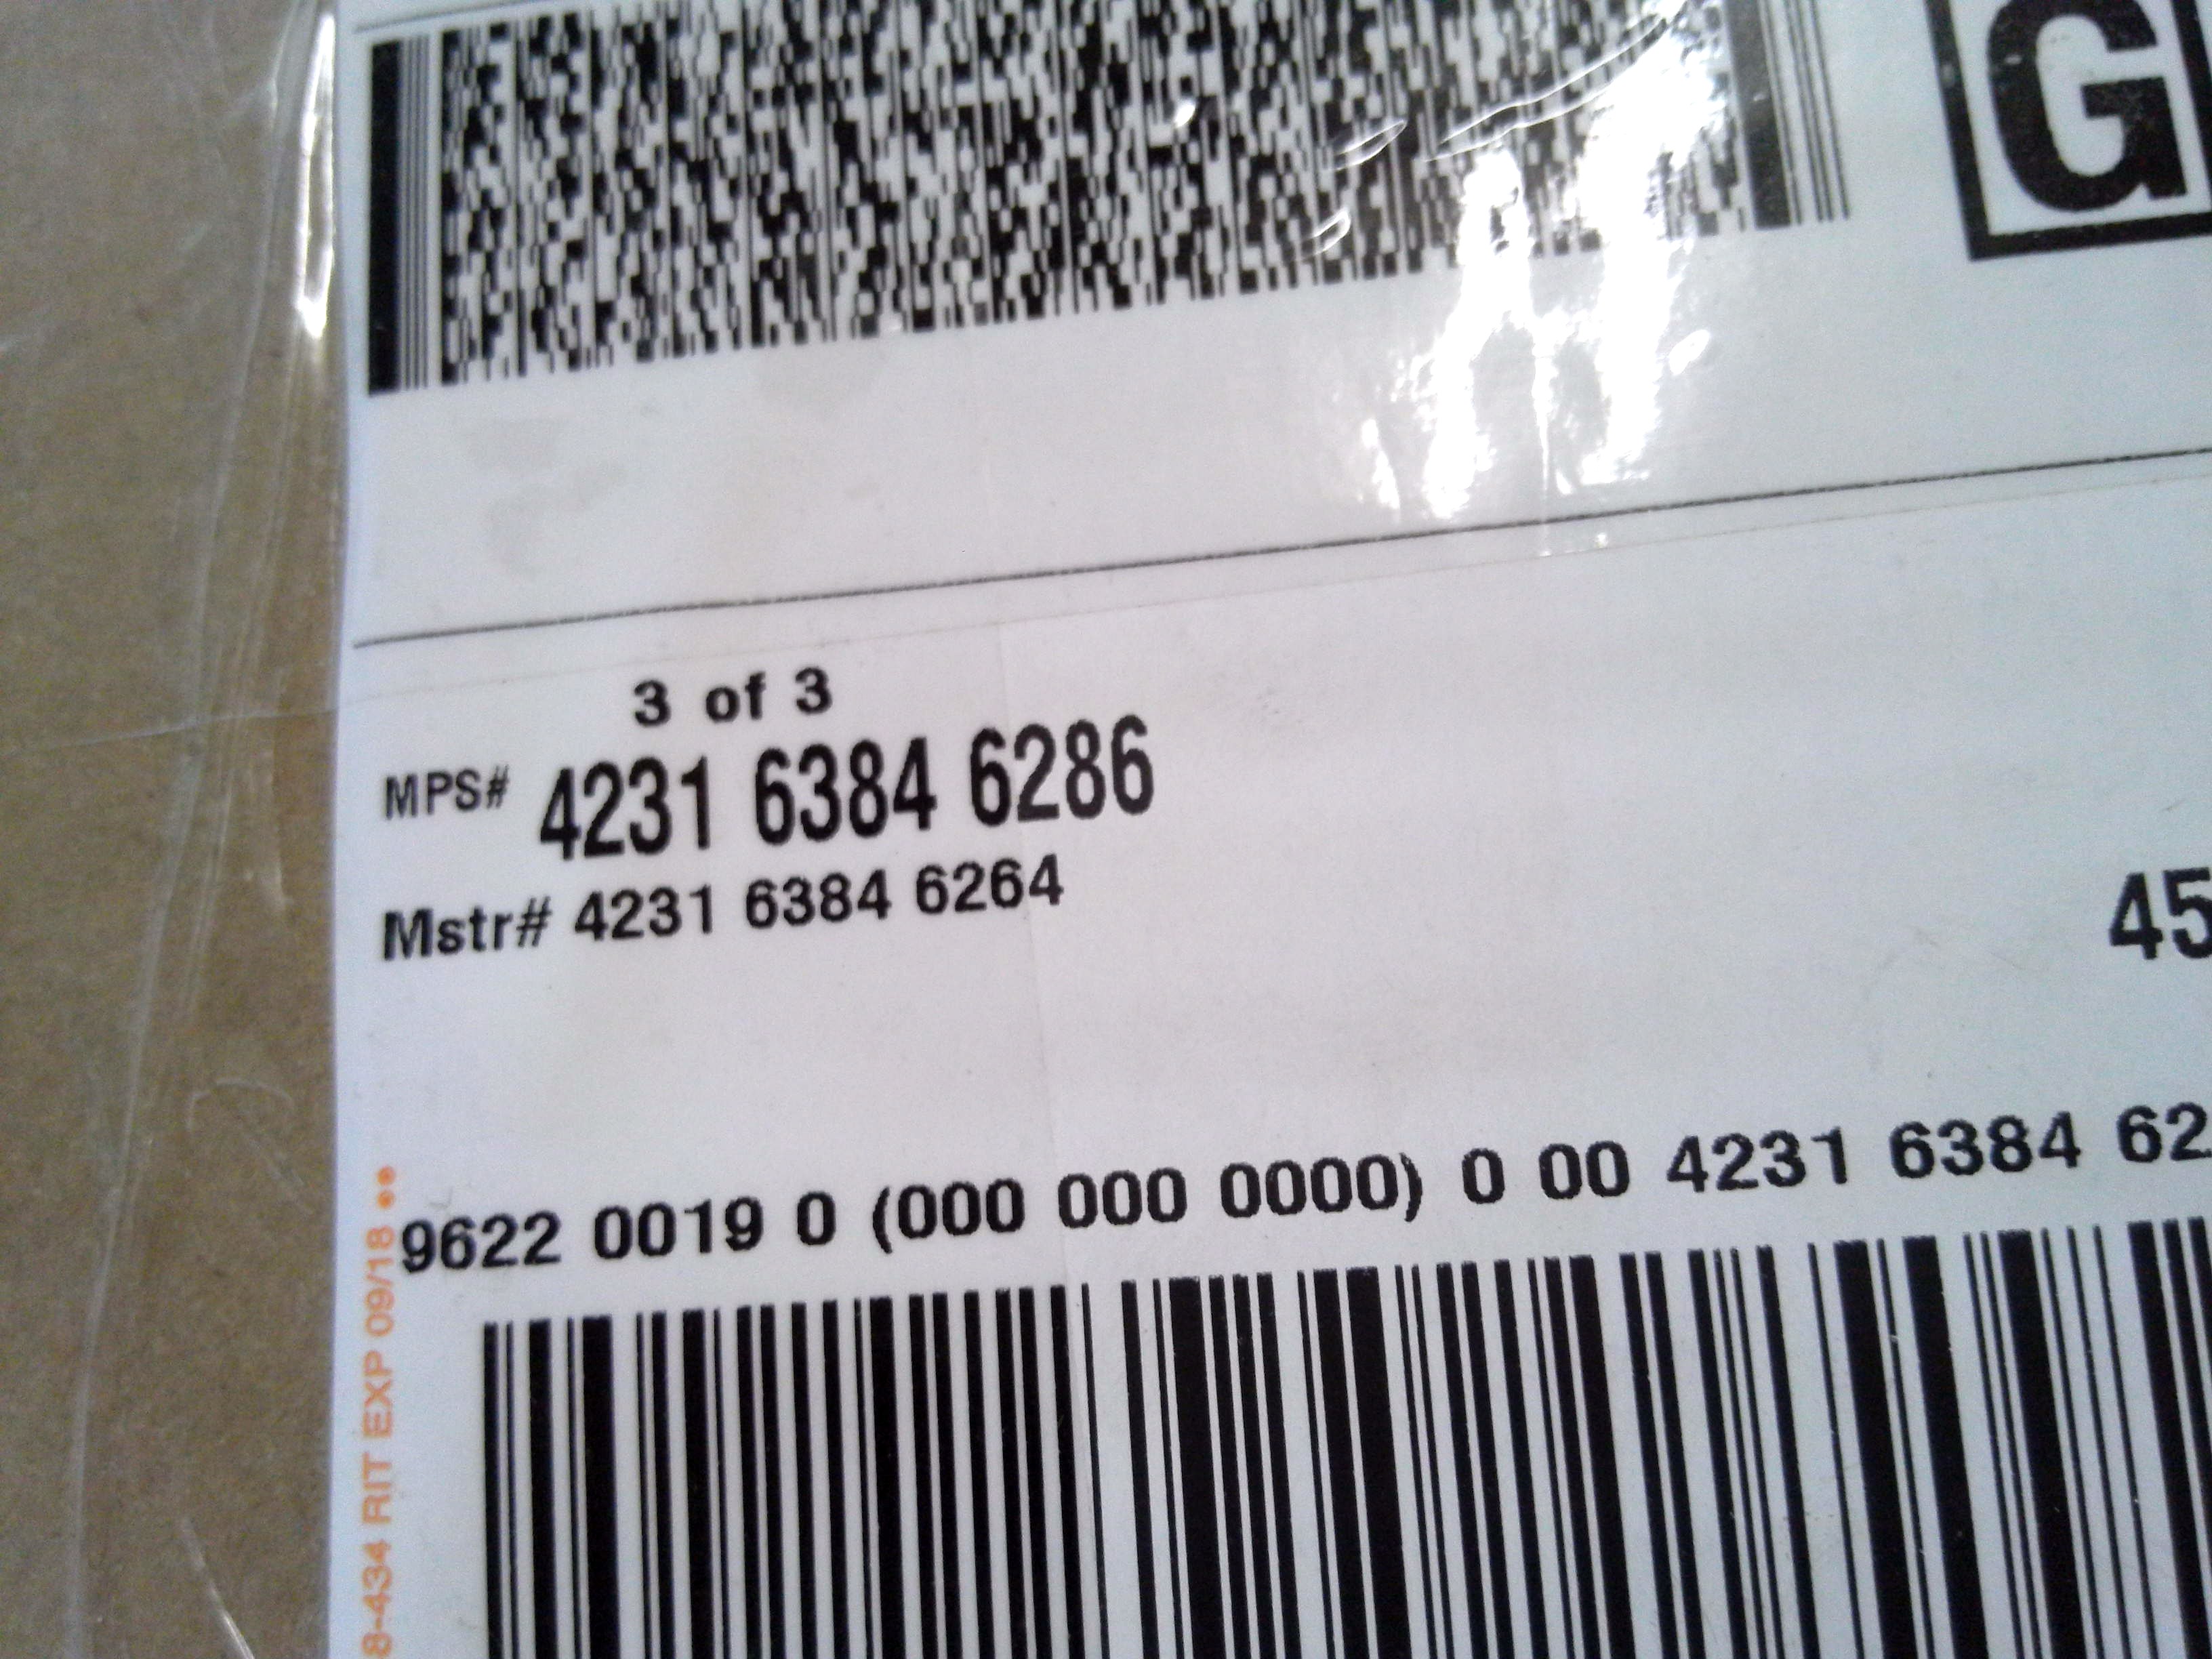 G
3 of 3
MPS# 4231 6384 6286
Mstr# 4231 6384 6264
45
9622 0019 0 (000 000 0000) 0 00 4231 6384 62
8-434 RIT EXP 09/18 ••